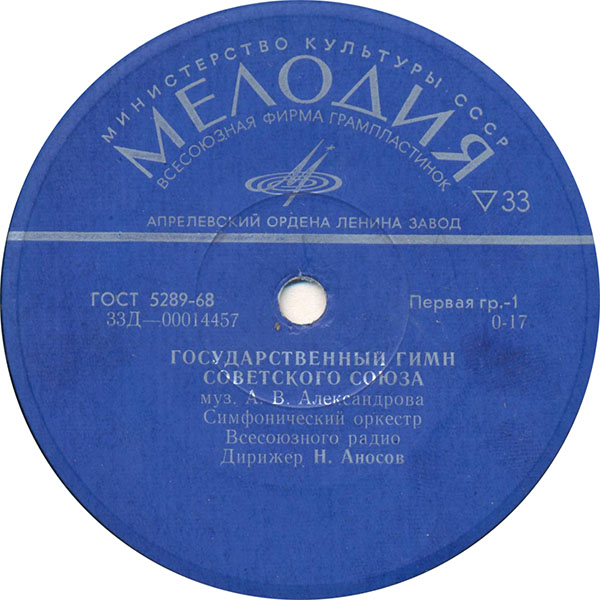 МИНИСТЕРСТВО КУЛЬТУРЫ СССР
МЕЛОДИЯ
ВСЕСОЮЗНАЯ ФИРМА ГРАМПЛАСТИНОК
33
АПРЕЛЕВСКИЙ ОРДЕНА ЛЕНИНА ЗАВОД
ГОСТ 5289-68
Первая гр.-1
33Д—00014457
0-17
ГОСУДАРСТВЕННЫЙ ГИМН
СОВЕТСКОГО СОЮЗА
муз. А. В. Александрова
Симфонический оркестр
Всесоюзного радио
Дирижер Н. Аносов